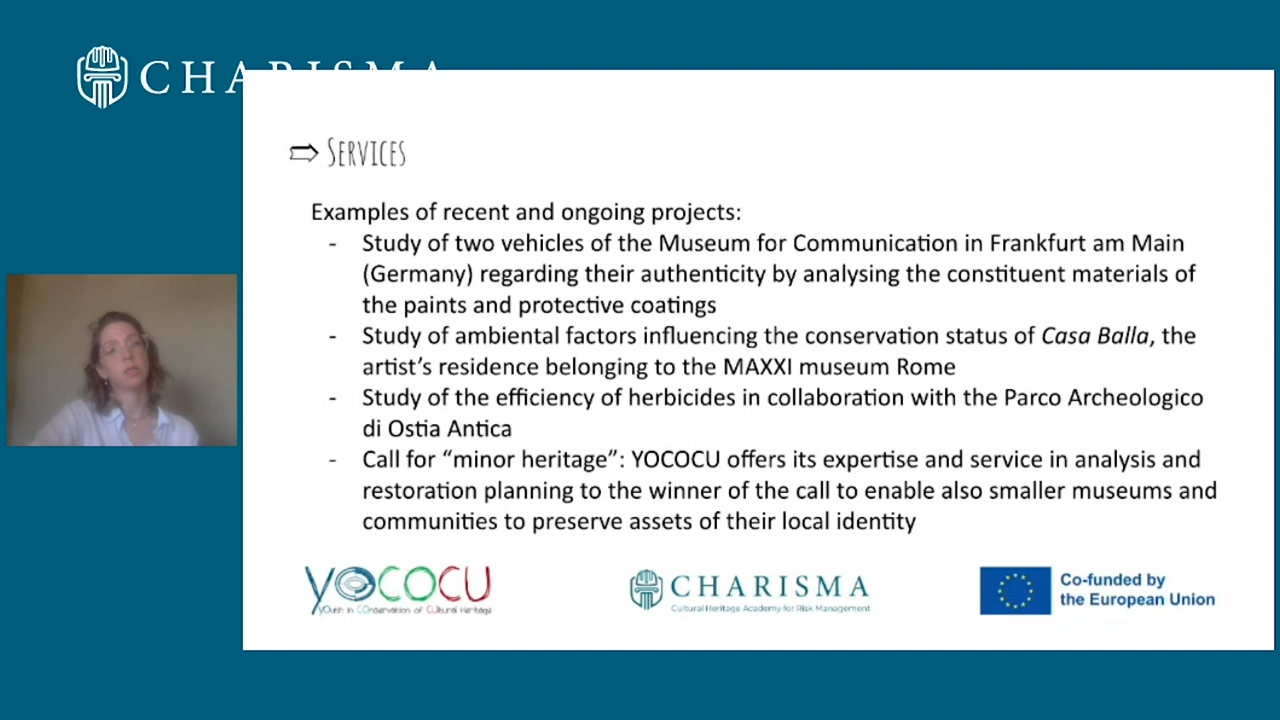 CHARISMA
⇨ SERVICES
Examples of recent and ongoing projects:
- Study of two vehicles of the Museum for Communication in Frankfurt am Main
(Germany) regarding their authenticity by analysing the constituent materials of
the paints and protective coatings
- Study of ambiental factors influencing the conservation status of Casa Balla, the
artist's residence belonging to the MAXXI museum Rome
- Study of the efficiency of herbicides in collaboration with the Parco Archeologico
di Ostia Antica
- Call for “minor heritage”: YOCOCU offers its expertise and service in analysis and
restoration planning to the winner of the call to enable also smaller museums and
communities to preserve assets of their local identity
YOCOCU
YOuth in COnservation of CUltural Heritage
CHARISMA
Cultural Heritage Academy for Risk Management
Co-funded by
the European Union